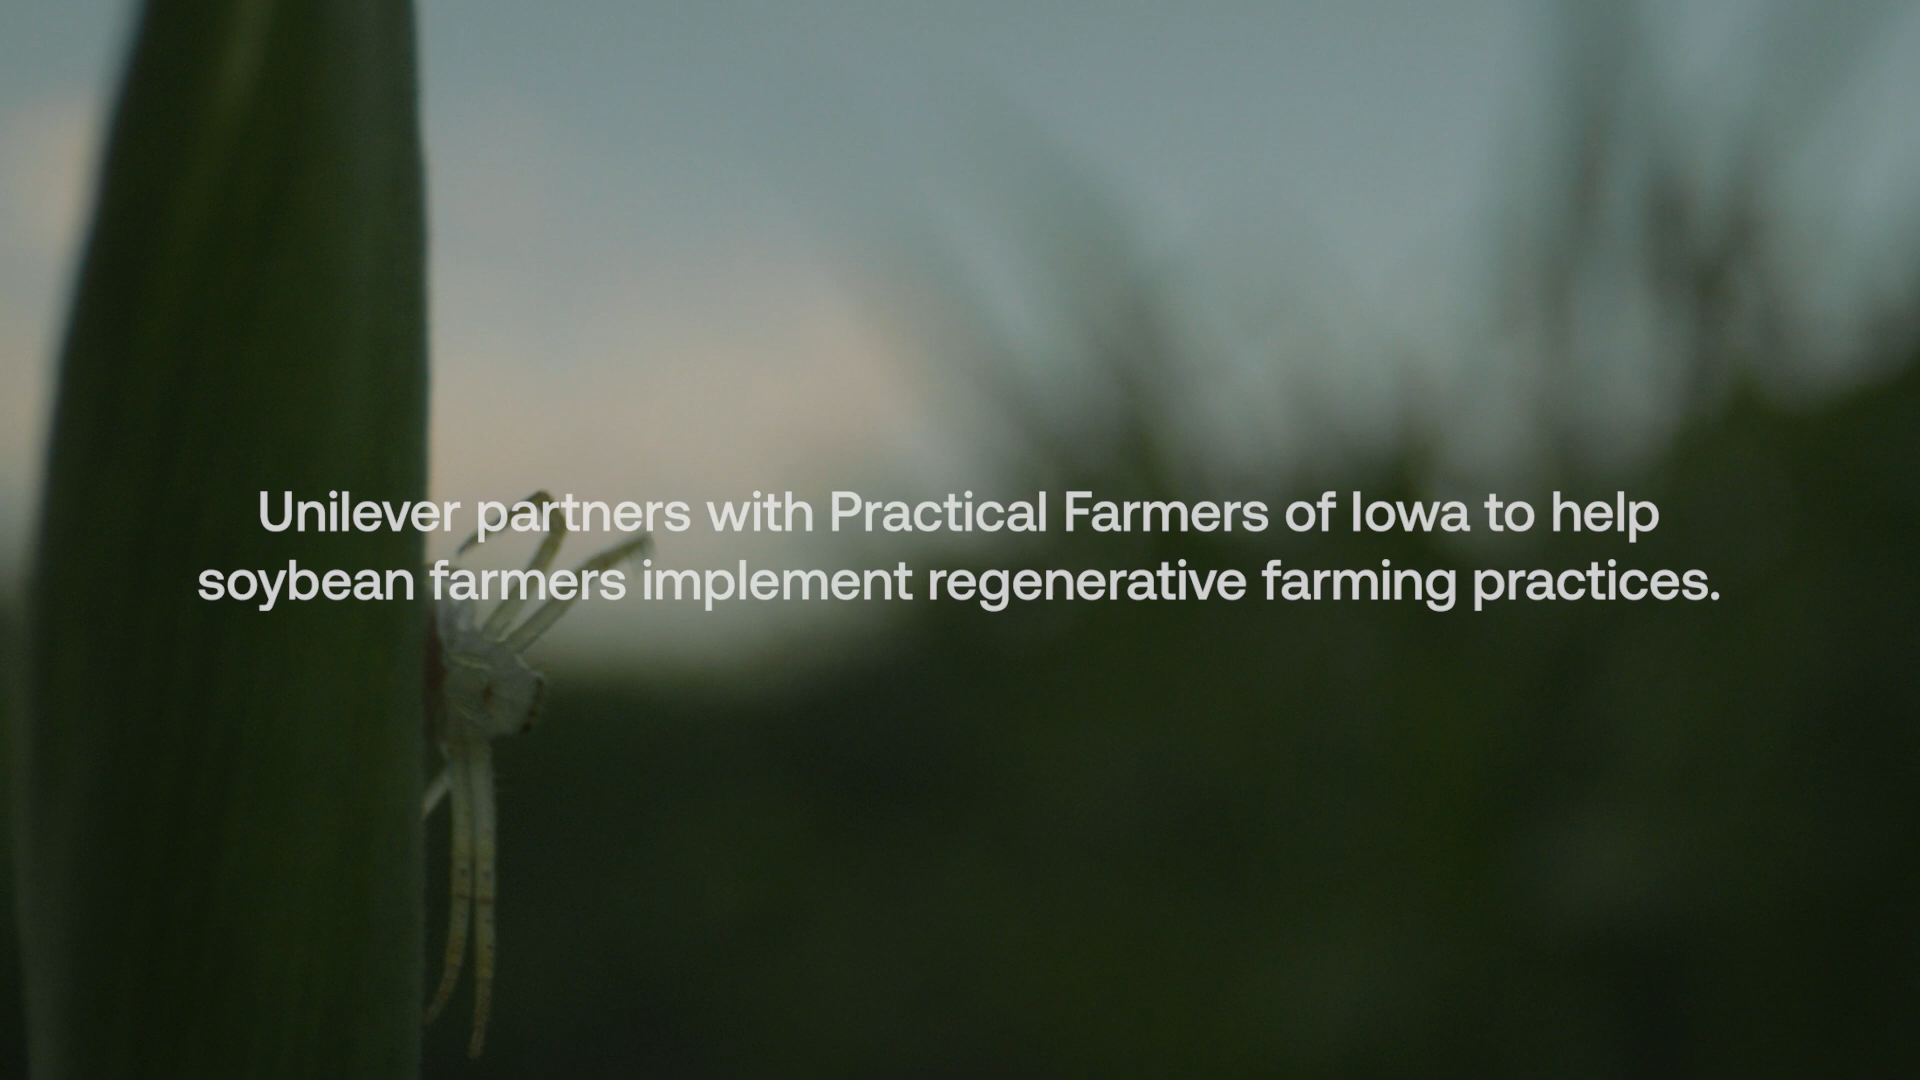 Unilever partners with Practical Farmers of Iowa to help
soybean farmers implement regenerative farming practices.